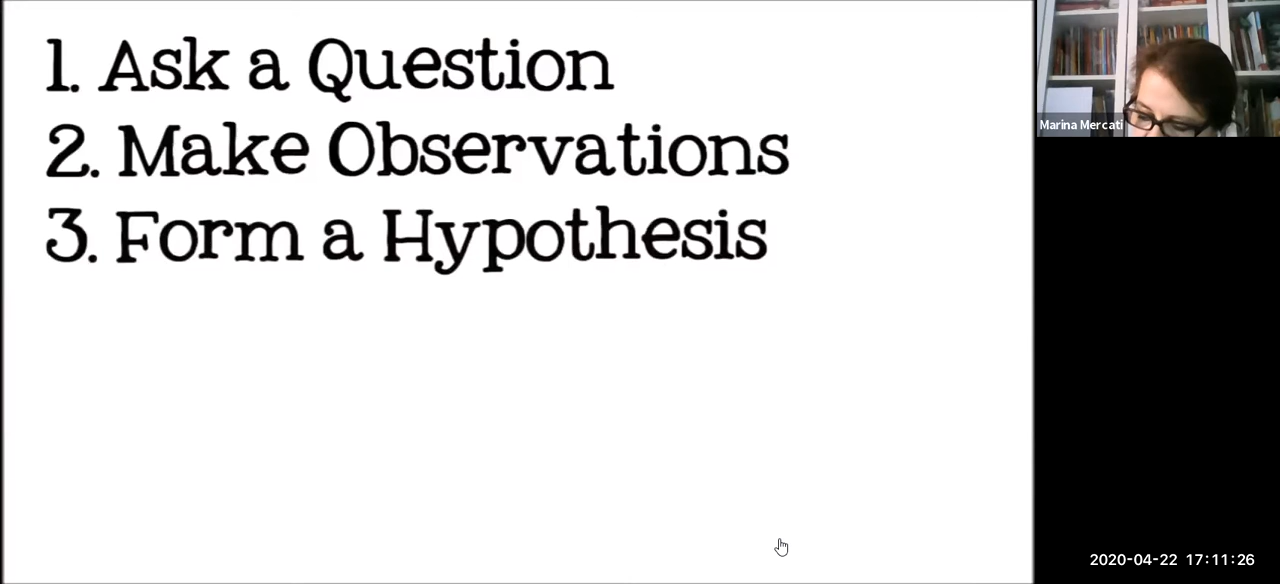 1. Ask a Question
2. Make Observations
3. Form a Hypothesis
Marina Mercati
2020-04-22 17:11:26